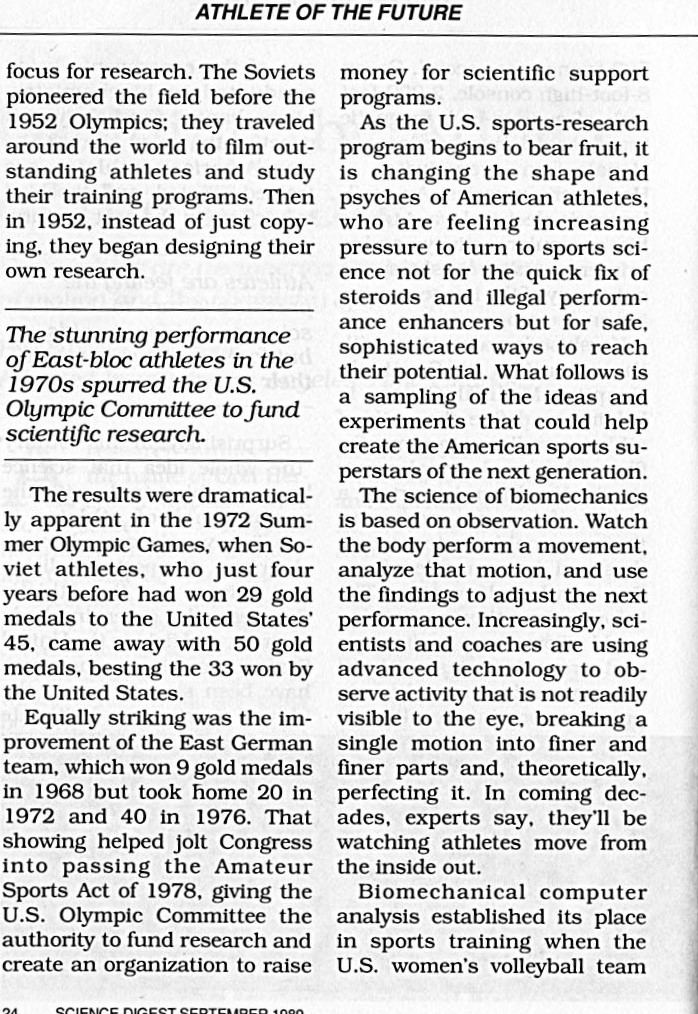 ATHLETE OF THE FUTURE
focus for research. The Soviets
pioneered the field before the
1952 Olympics; they traveled
around the world to film out-
standing athletes and study
their training programs. Then
in 1952, instead of just copy-
ing, they began designing their
own research.
The stunning performance
of East-bloc athletes in the
1970s spurred the U.S.
Olympic Committee to fund
scientific research.
The results were dramatical-
ly apparent in the 1972 Sum-
mer Olympic Games, when So-
viet athletes, who just four
years before had won 29 gold
medals to the United States'
45, came away with 50 gold
medals, besting the 33 won by
the United States.
Equally striking was the im-
provement of the East German
team, which won 9 gold medals
in 1968 but took home 20 in
1972 and 40 in 1976. That
showing helped jolt Congress
into passing the Amateur
Sports Act of 1978, giving the
U.S. Olympic Committee the
authority to fund research and
create an organization to raise
money for scientific support
programs.
As the U.S. sports-research
program begins to bear fruit, it
is changing the shape and
psyches of American athletes,
who are feeling increasing
pressure to turn to sports sci-
ence not for the quick fix of
steroids and illegal perform-
ance enhancers but for safe,
sophisticated ways to reach
their potential. What follows is
a sampling of the ideas and
experiments that could help
create the American sports su-
perstars of the next generation.
The science of biomechanics
is based on observation. Watch
the body perform a movement,
analyze that motion, and use
the findings to adjust the next
performance. Increasingly, sci-
entists and coaches are using
advanced technology to ob-
serve activity that is not readily
visible to the eye, breaking a
single motion into finer and
finer parts and, theoretically,
perfecting it. In coming dec-
ades, experts say, they'll be
watching athletes move from
the inside out.
Biomechanical computer
analysis established its place
in sports training when the
U.S. women's volleyball team
24 SCIENCE DIGEST SEPTEMBER 1989